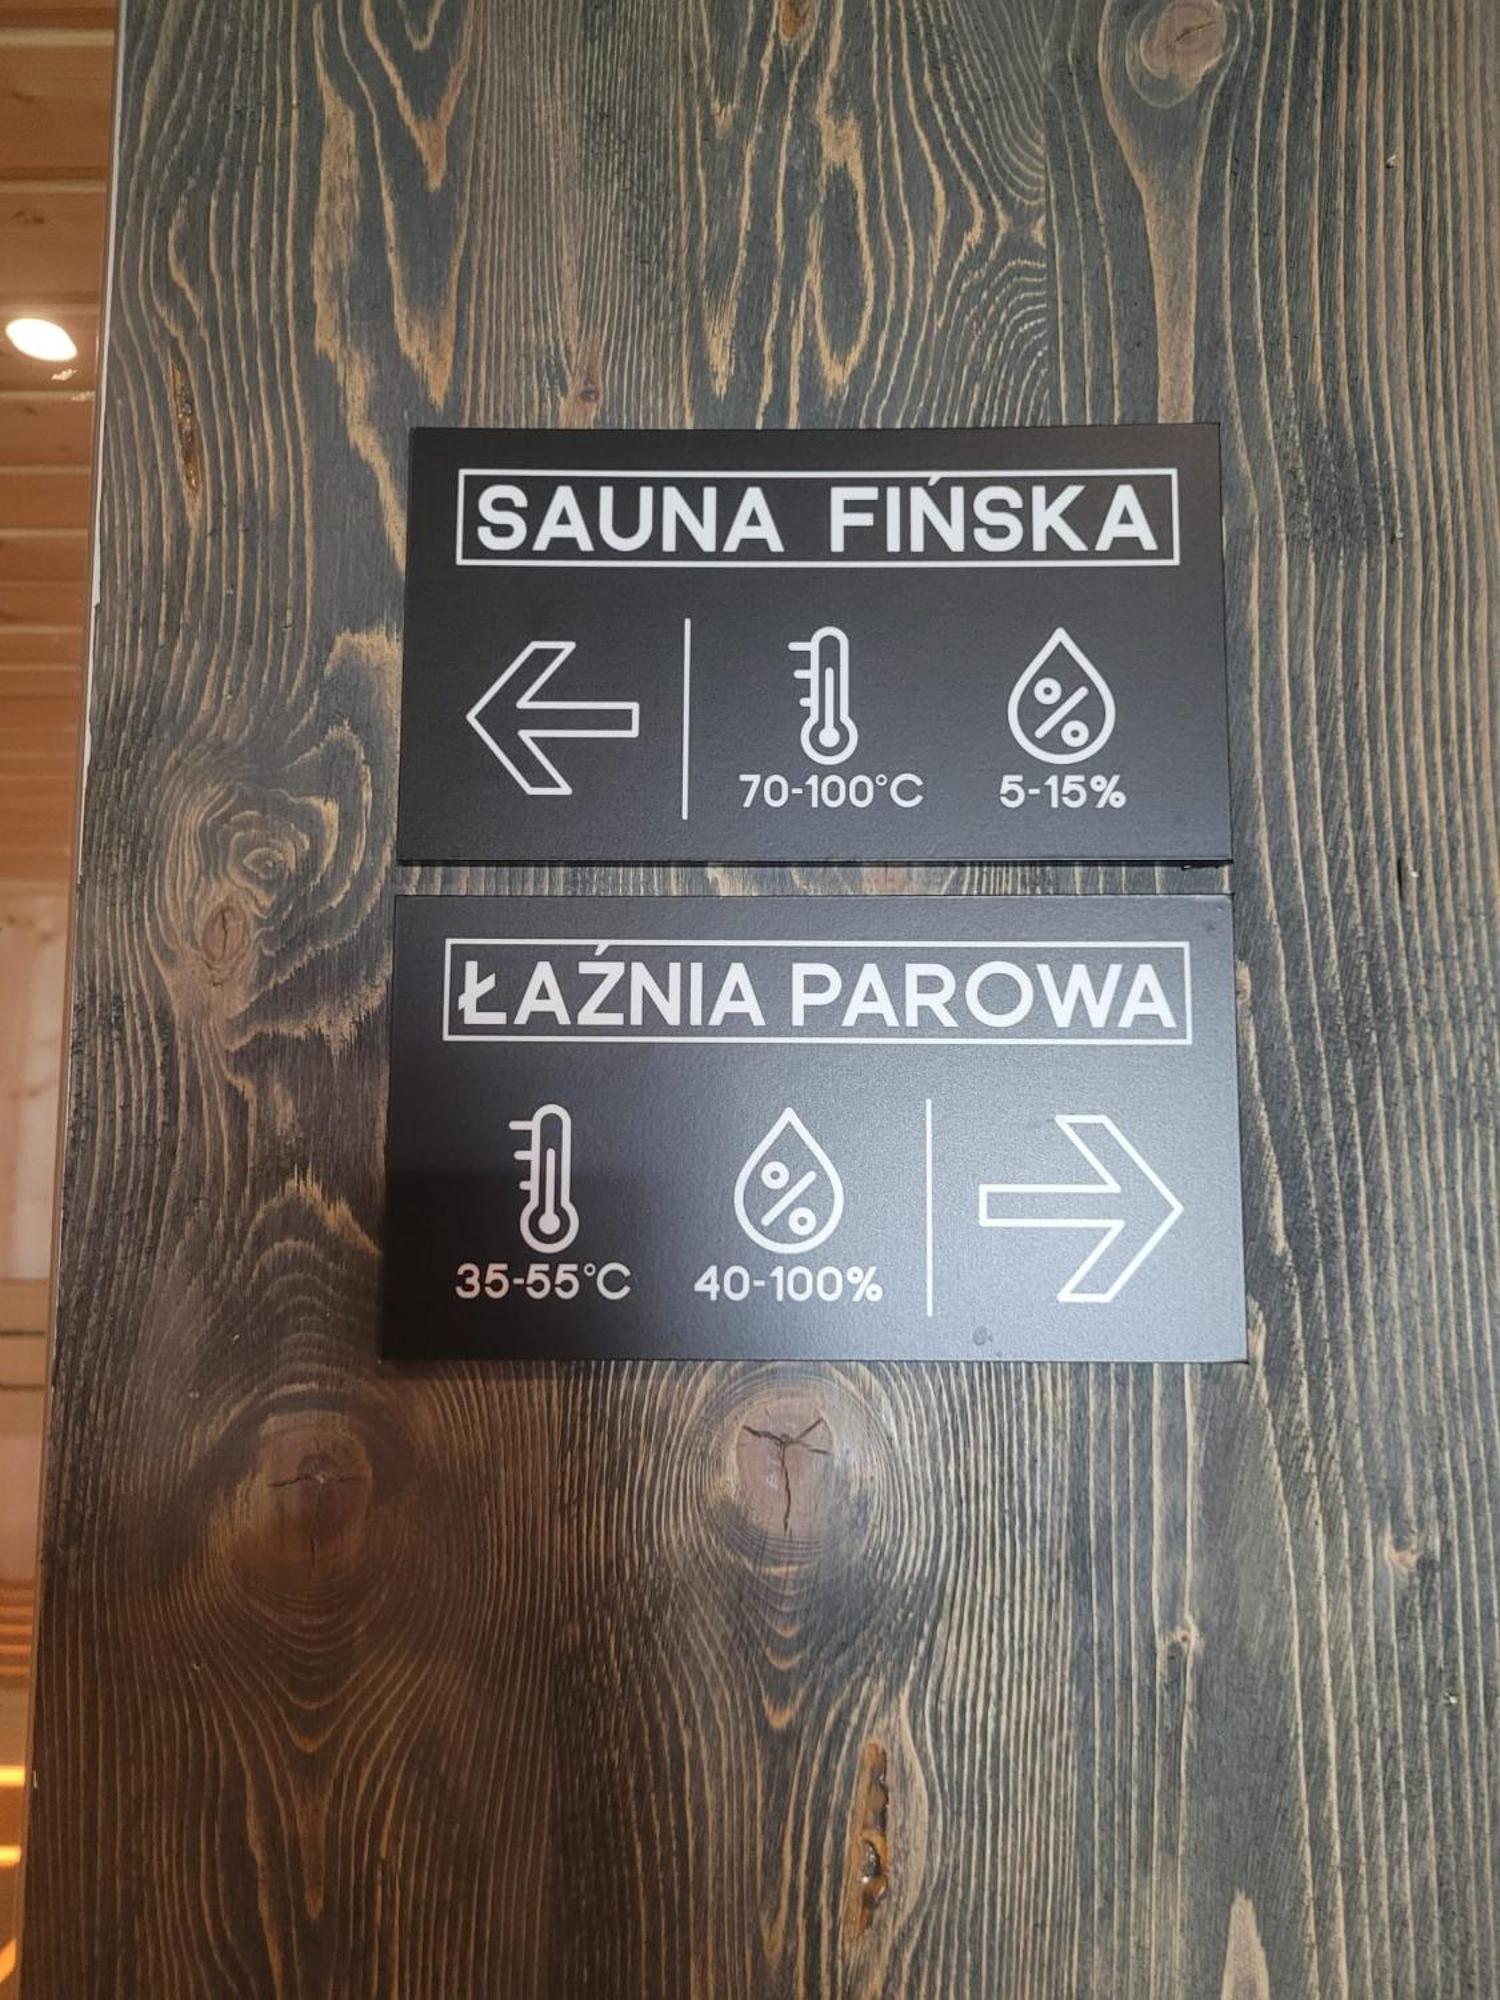 SAUNA FIŃSKA
70-100°C 5-15%
ŁAŹNIA PAROWA
35-55°C 40-100%